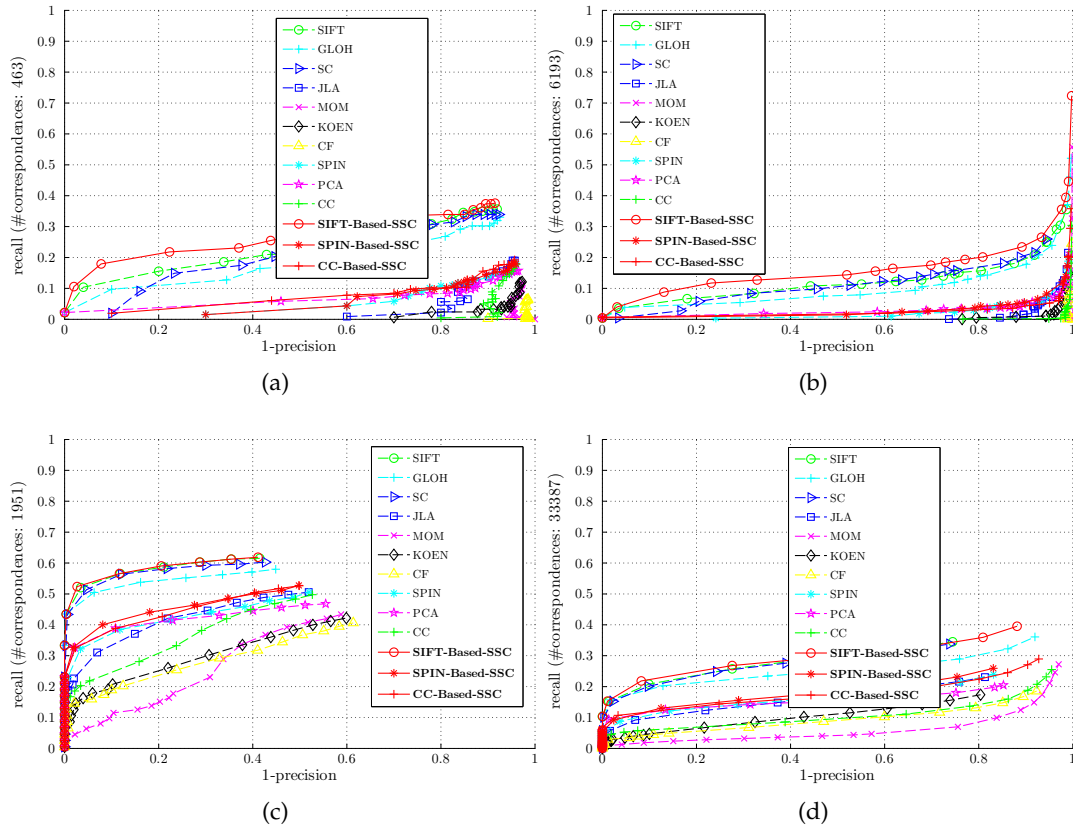 1
0.9
0.8
0.7
0.6
0.5
0.4
0.3
0.2
0.1
0
0 0.2 0.4 0.6 0.8 1
recall (#correspondences: 463)
1-precision
SIFT
GLOH
SC
JLA
MOM
KOEN
CF
SPIN
PCA
CC
SIFT-Based-SSC
SPIN-Based-SSC
CC-Based-SSC
(a)
1
0.9
0.8
0.7
0.6
0.5
0.4
0.3
0.2
0.1
0
0 0.2 0.4 0.6 0.8 1
recall (#correspondences: 6193)
1-precision
SIFT
GLOH
SC
JLA
MOM
KOEN
CF
SPIN
PCA
CC
SIFT-Based-SSC
SPIN-Based-SSC
CC-Based-SSC
(b)
1
0.9
0.8
0.7
0.6
0.5
0.4
0.3
0.2
0.1
0
0 0.2 0.4 0.6 0.8 1
recall (#correspondences: 1951)
1-precision
SIFT
GLOH
SC
JLA
MOM
KOEN
CF
SPIN
PCA
CC
SIFT-Based-SSC
SPIN-Based-SSC
CC-Based-SSC
(c)
1
0.9
0.8
0.7
0.6
0.5
0.4
0.3
0.2
0.1
0
0 0.2 0.4 0.6 0.8 1
recall (#correspondences: 33387)
1-precision
SIFT
GLOH
SC
JLA
MOM
KOEN
CF
SPIN
PCA
CC
SIFT-Based-SSC
SPIN-Based-SSC
CC-Based-SSC
(d)